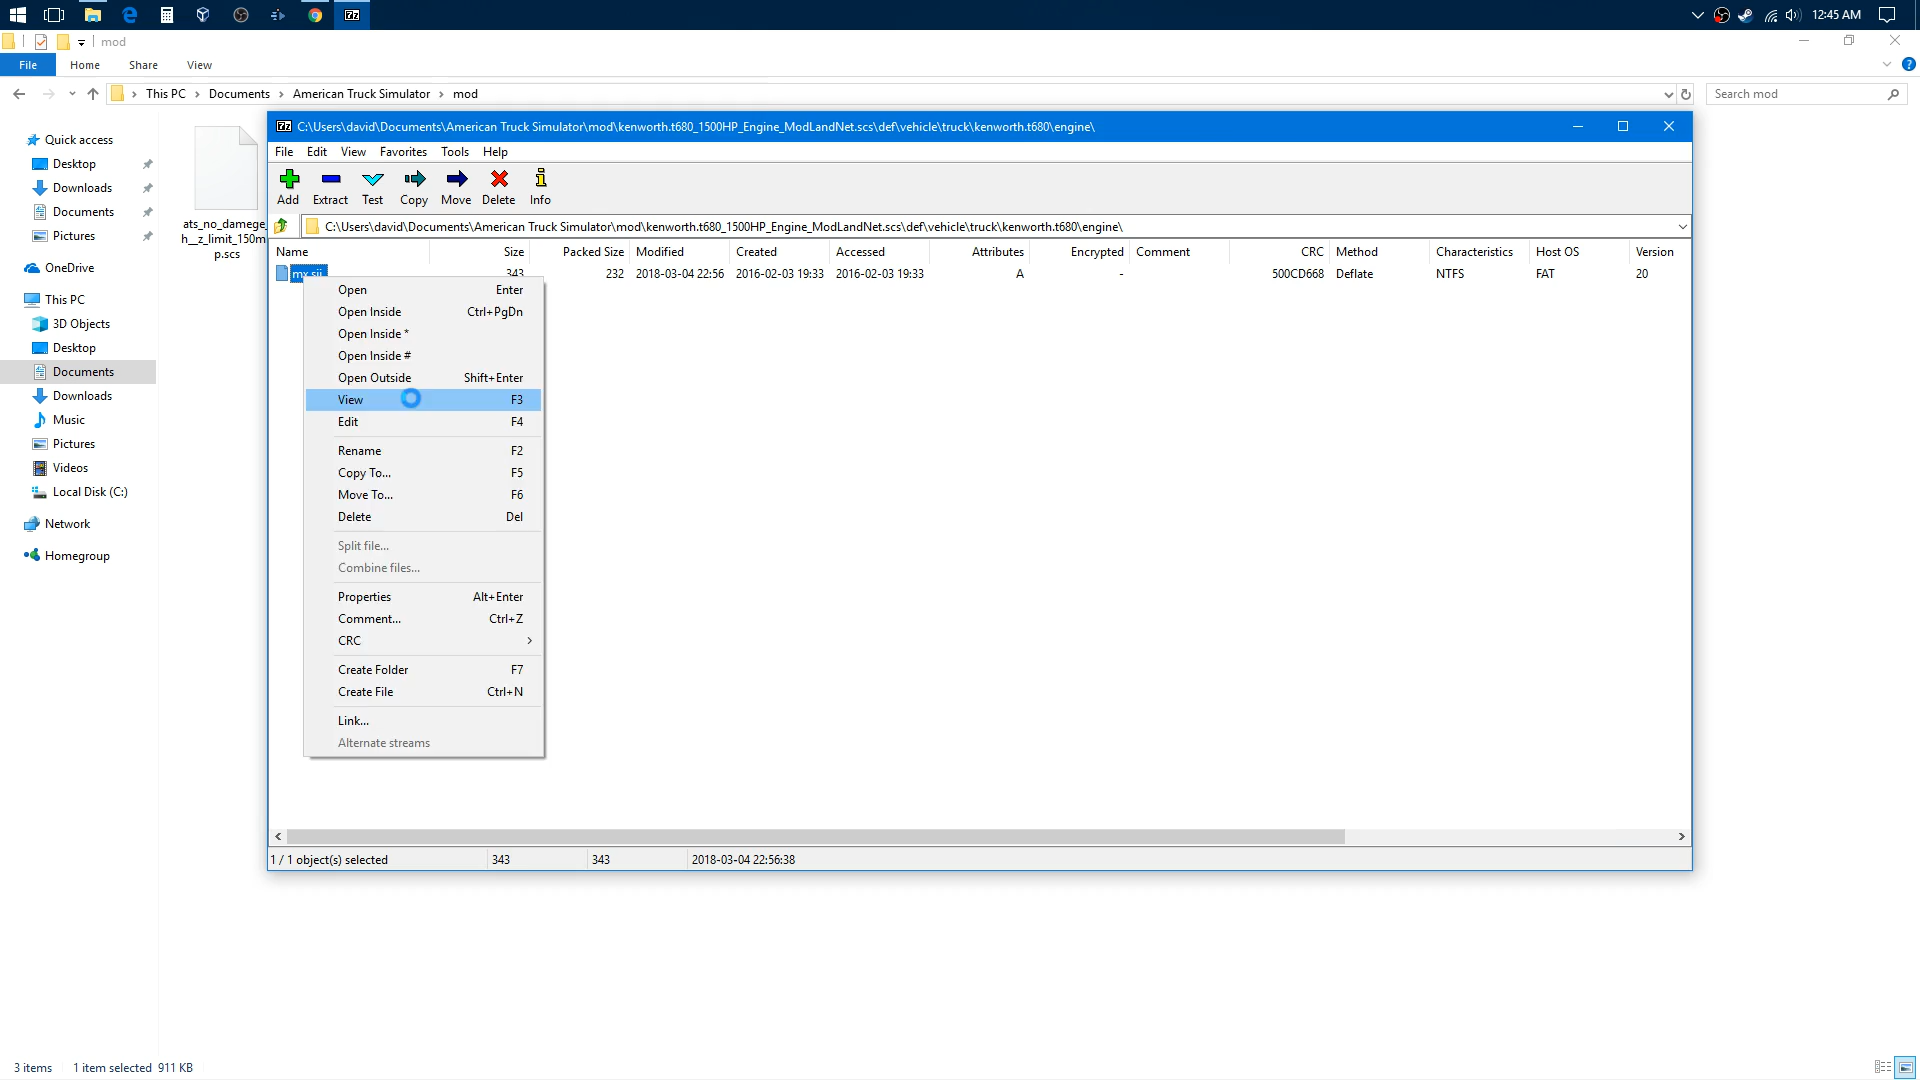 12:45 AM
mod
File Home Share View
This PC Documents American Truck Simulator mod
Search mod
Quick access
Desktop
Downloads
Documents
Pictures
OneDrive
This PC
3D Objects
Desktop
Documents
Downloads
Music
Pictures
Videos
Local Disk (C:)
Network
Homegroup
ats_no_damege_
h__z_limit_150m
p.scs
7z C:\Users\david\Documents\American Truck Simulator\mod\kenworth.t680_1500HP_Engine_ModLandNet.scs\def\vehicle\truck\kenworth.t680\engine\
File Edit View Favorites Tools Help
Add Extract Test Copy Move Delete Info
C:\Users\david\Documents\American Truck Simulator\mod\kenworth.t680_1500HP_Engine_ModLandNet.scs\def\vehicle\truck\kenworth.t680\engine\
Name Size Packed Size Modified Created Accessed Attributes Encrypted Comment CRC Method Characteristics Host OS Version
mx.sii 343 232 2018-03-04 22:56 2016-02-03 19:33 2016-02-03 19:33 A - 500CD668 Deflate NTFS FAT 20
Open Enter
Open Inside Ctrl+PgDn
Open Inside *
Open Inside #
Open Outside Shift+Enter
View F3
Edit F4
Rename F2
Copy To... F5
Move To... F6
Delete Del
Split file...
Combine files...
Properties Alt+Enter
Comment... Ctrl+Z
CRC
Create Folder F7
Create File Ctrl+N
Link...
Alternate streams
1 / 1 object(s) selected 343 343 2018-03-04 22:56:38
3 items 1 item selected 911 KB